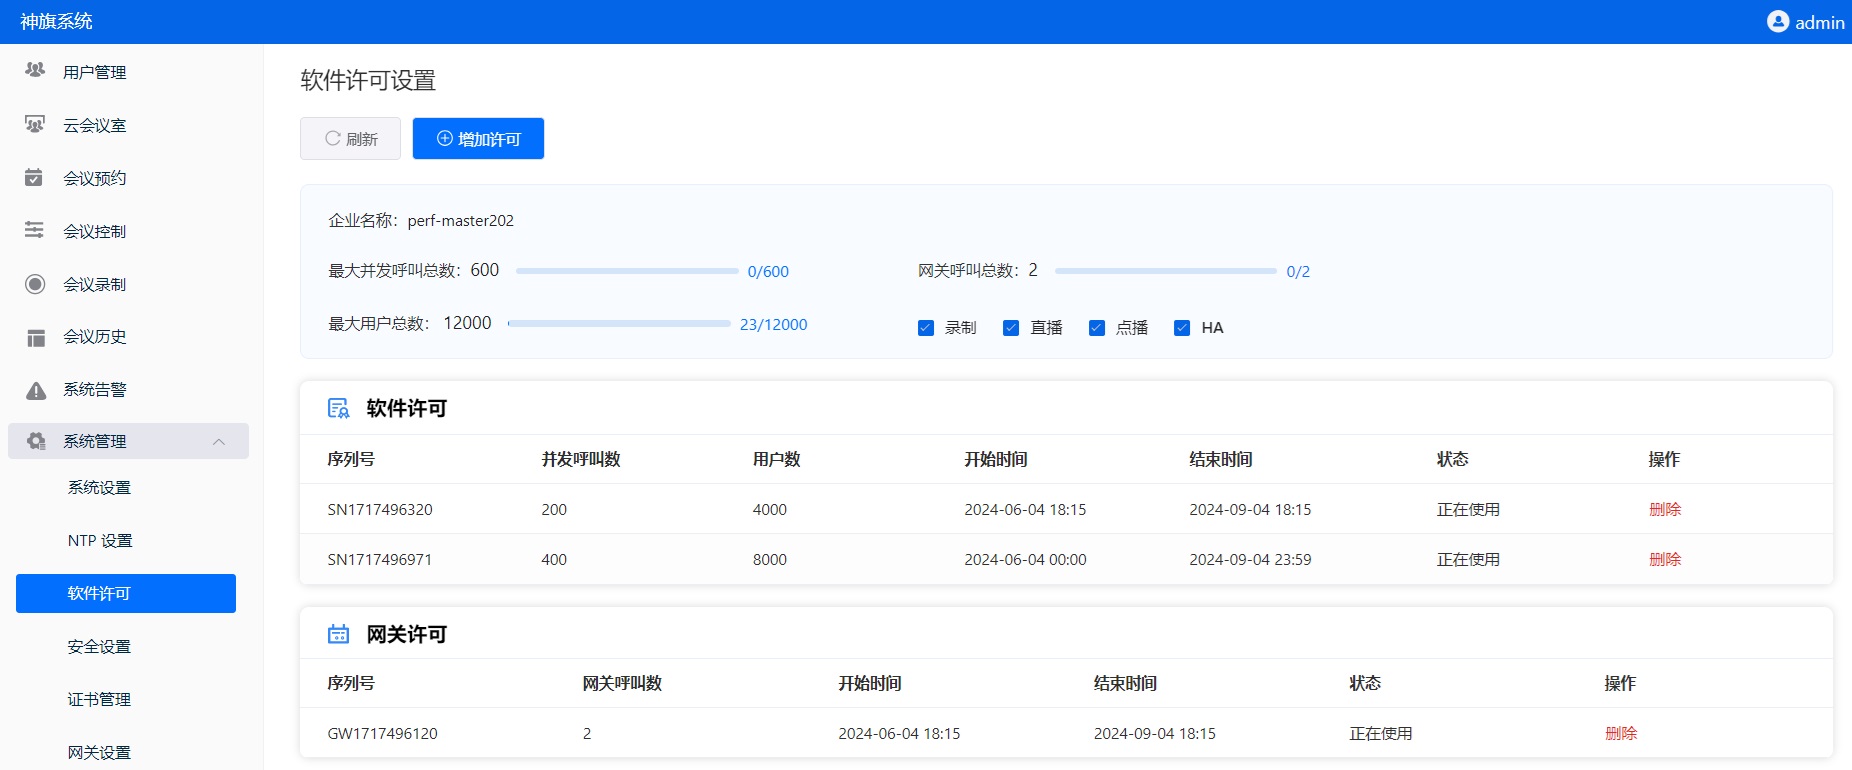 神旗系统
admin
用户管理
云会议室
会议预约
会议控制
会议录制
会议历史
系统告警
系统管理
系统设置
NTP 设置
软件许可
安全设置
证书管理
网关设置
软件许可设置
刷新
增加许可
企业名称：perf-master202
最大并发呼叫总数：600 0/600
网关呼叫总数：2 0/2
最大用户总数： 12000 23/12000
录制 直播 点播 HA
软件许可
序列号 并发呼叫数 用户数 开始时间 结束时间 状态 操作
SN1717496320 200 4000 2024-06-04 18:15 2024-09-04 18:15 正在使用 删除
SN1717496971 400 8000 2024-06-04 00:00 2024-09-04 23:59 正在使用 删除
网关许可
序列号 网关呼叫数 开始时间 结束时间 状态 操作
GW1717496120 2 2024-06-04 18:15 2024-09-04 18:15 正在使用 删除